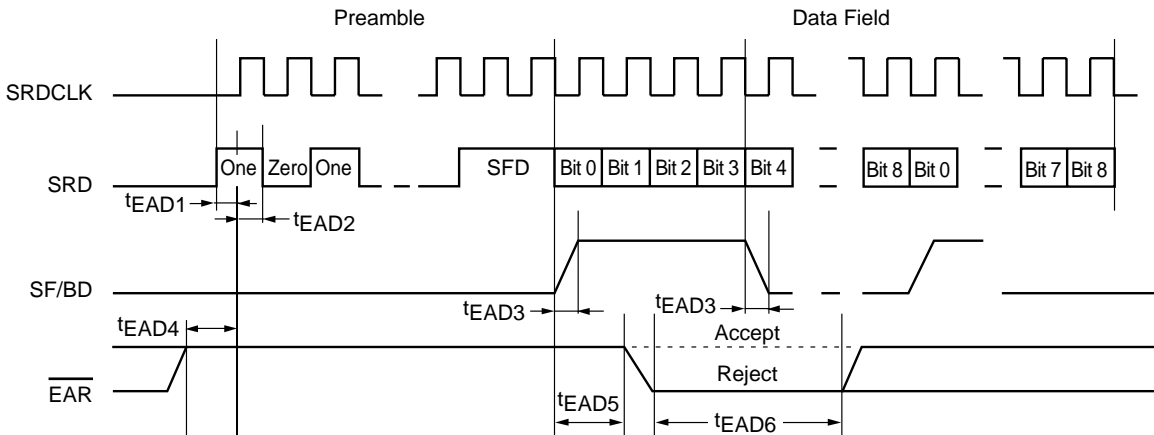 Preamble Data Field
SRDCLK
SRD One Zero One SFD Bit 0 Bit 1 Bit 2 Bit 3 Bit 4 Bit 8 Bit 0 Bit 7 Bit 8
tEAD1
tEAD2
SF/BD
tEAD3 tEAD3
tEAD4
Accept
EAR Reject
tEAD5 tEAD6